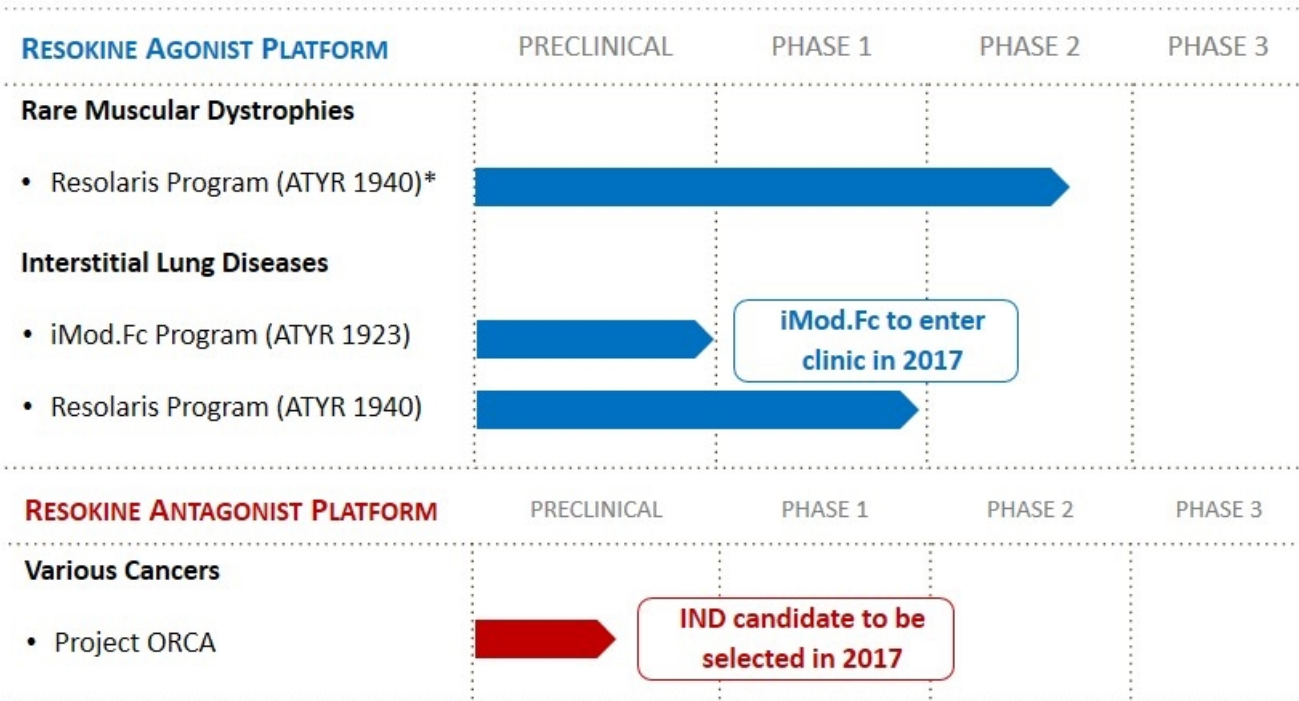 RESOKINE AGONIST PLATFORM PRECLINICAL PHASE 1 PHASE 2 PHASE 3
Rare Muscular Dystrophies
• Resolaris Program (ATYR 1940)*
Interstitial Lung Diseases
• iMod.Fc Program (ATYR 1923)
iMod.Fc to enter
clinic in 2017
• Resolaris Program (ATYR 1940)
RESOKINE ANTAGONIST PLATFORM PRECLINICAL PHASE 1 PHASE 2 PHASE 3
Various Cancers
• Project ORCA
IND candidate to be
selected in 2017